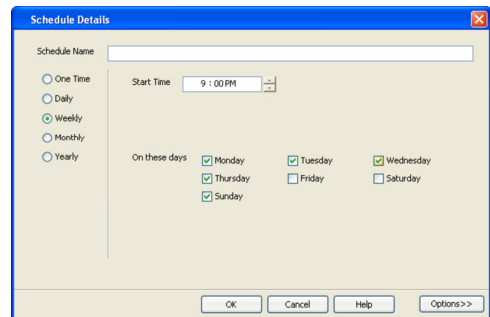 Schedule Details
Schedule Name
One Time
Start Time
9 : 00 PM
Daily
Weekly
Monthly
Yearly
On these days
Monday
Tuesday
Wednesday
Thursday
Friday
Saturday
Sunday
OK
Cancel
Help
Options>>